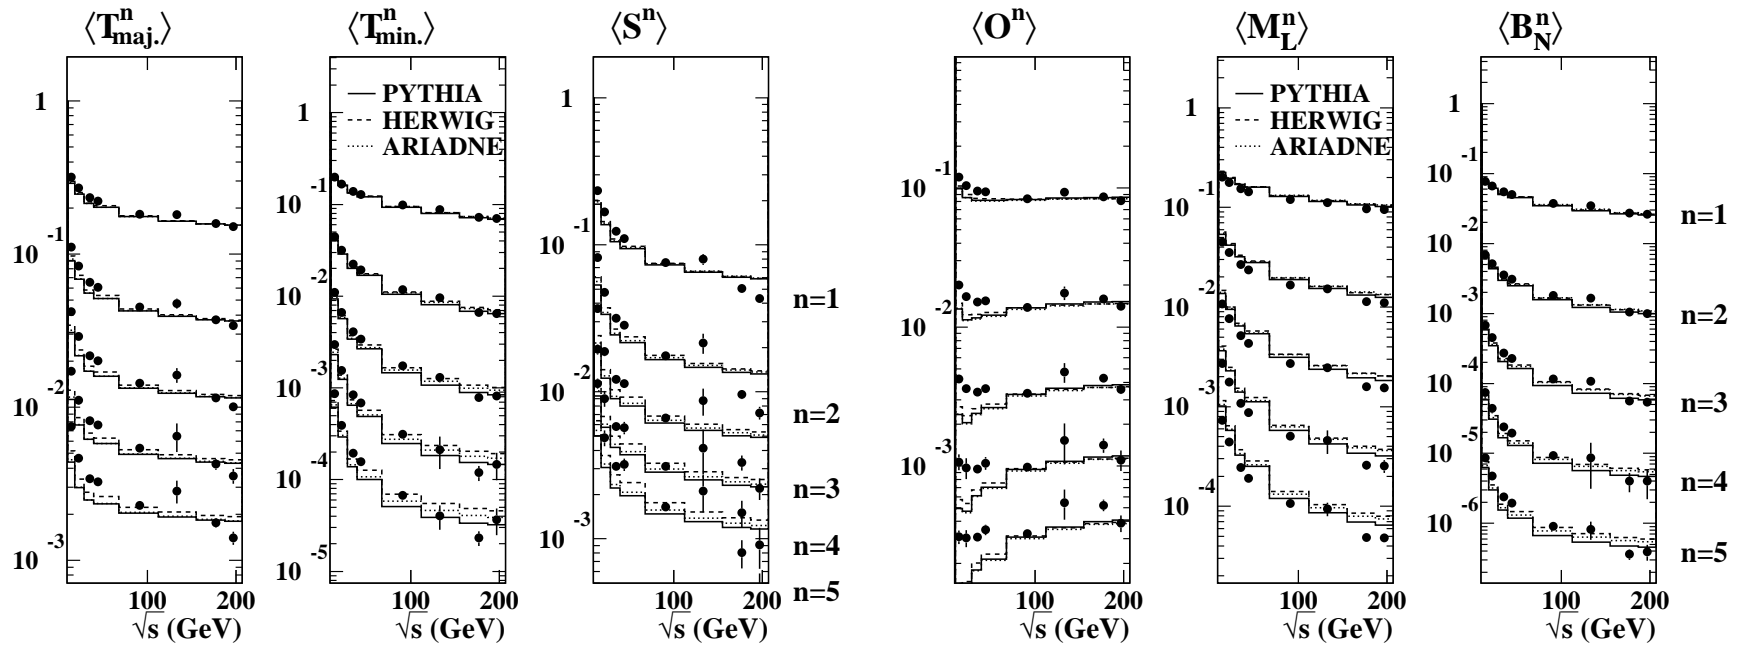 ⟨T^n_maj.⟩ ⟨T^n_min.⟩ ⟨S^n⟩ ⟨O^n⟩ ⟨M^n_L⟩ ⟨B^n_N⟩
1
10^-1
10^-2
10^-3
100 200
√s (GeV)
PYTHIA
HERWIG
ARIADNE
1
10^-1
10^-2
10^-3
10^-4
10^-5
100 200
√s (GeV)
1
10^-1
10^-2
10^-3
100 200
√s (GeV)
n=1
n=2
n=3
n=4
n=5
10^-1
10^-2
10^-3
100 200
√s (GeV)
PYTHIA
HERWIG
ARIADNE
1
10^-1
10^-2
10^-3
10^-4
100 200
√s (GeV)
1
10^-1
10^-2
10^-3
10^-4
10^-5
10^-6
100 200
√s (GeV)
n=1
n=2
n=3
n=4
n=5